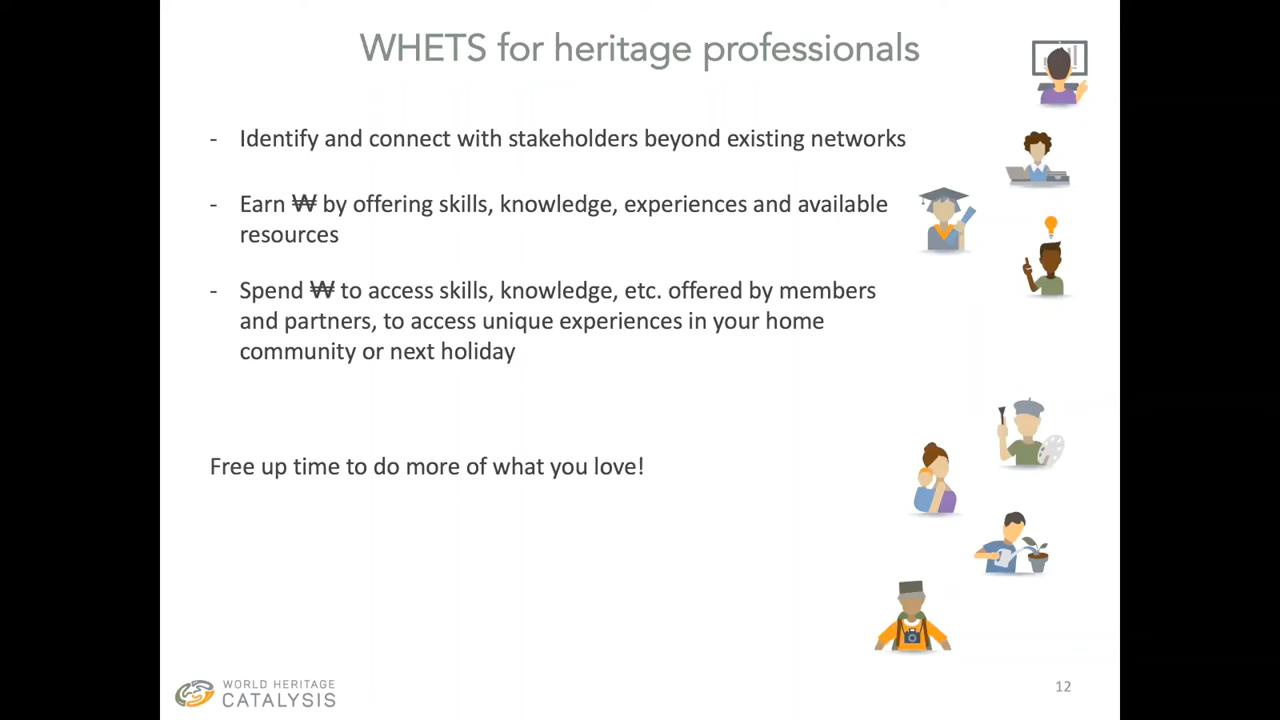 WHETS for heritage professionals
- Identify and connect with stakeholders beyond existing networks
- Earn ₩ by offering skills, knowledge, experiences and available
resources
- Spend ₩ to access skills, knowledge, etc. offered by members
and partners, to access unique experiences in your home
community or next holiday
Free up time to do more of what you love!
WORLD HERITAGE
CATALYSIS
12